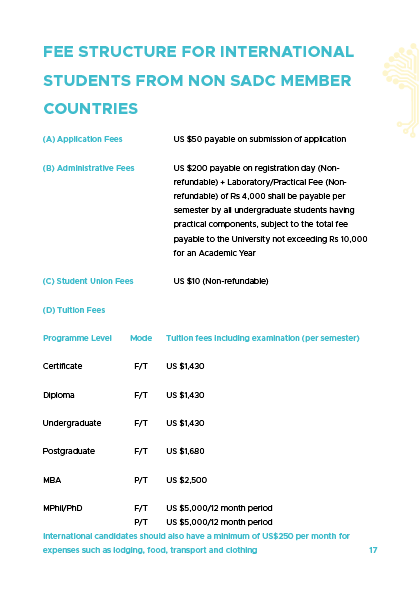 FEE STRUCTURE FOR INTERNATIONAL
STUDENTS FROM NON SADC MEMBER
COUNTRIES
(A) Application Fees US $50 payable on submission of application
(B) Administrative Fees US $200 payable on registration day (Non-
refundable) + Laboratory/Practical Fee (Non-
refundable) of Rs 4,000 shall be payable per
semester by all undergraduate students having
practical components, subject to the total fee
payable to the University not exceeding Rs 10,000
for an Academic Year
(C) Student Union Fees US $10 (Non-refundable)
(D) Tuition Fees
Programme Level Mode Tuition fees including examination (per semester)
Certificate F/T US $1,430
Diploma F/T US $1,430
Undergraduate F/T US $1,430
Postgraduate F/T US $1,680
MBA P/T US $2,500
MPhil/PhD F/T US $5,000/12 month period
P/T US $5,000/12 month period
International candidates should also have a minimum of US$250 per month for
expenses such as lodging, food, transport and clothing 17